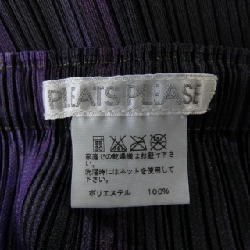 PLEATS PLEASE
家庭での乾燥機はお避け下さい
洗濯時にはネットを使用して
下さい。
ポリエステル 100%